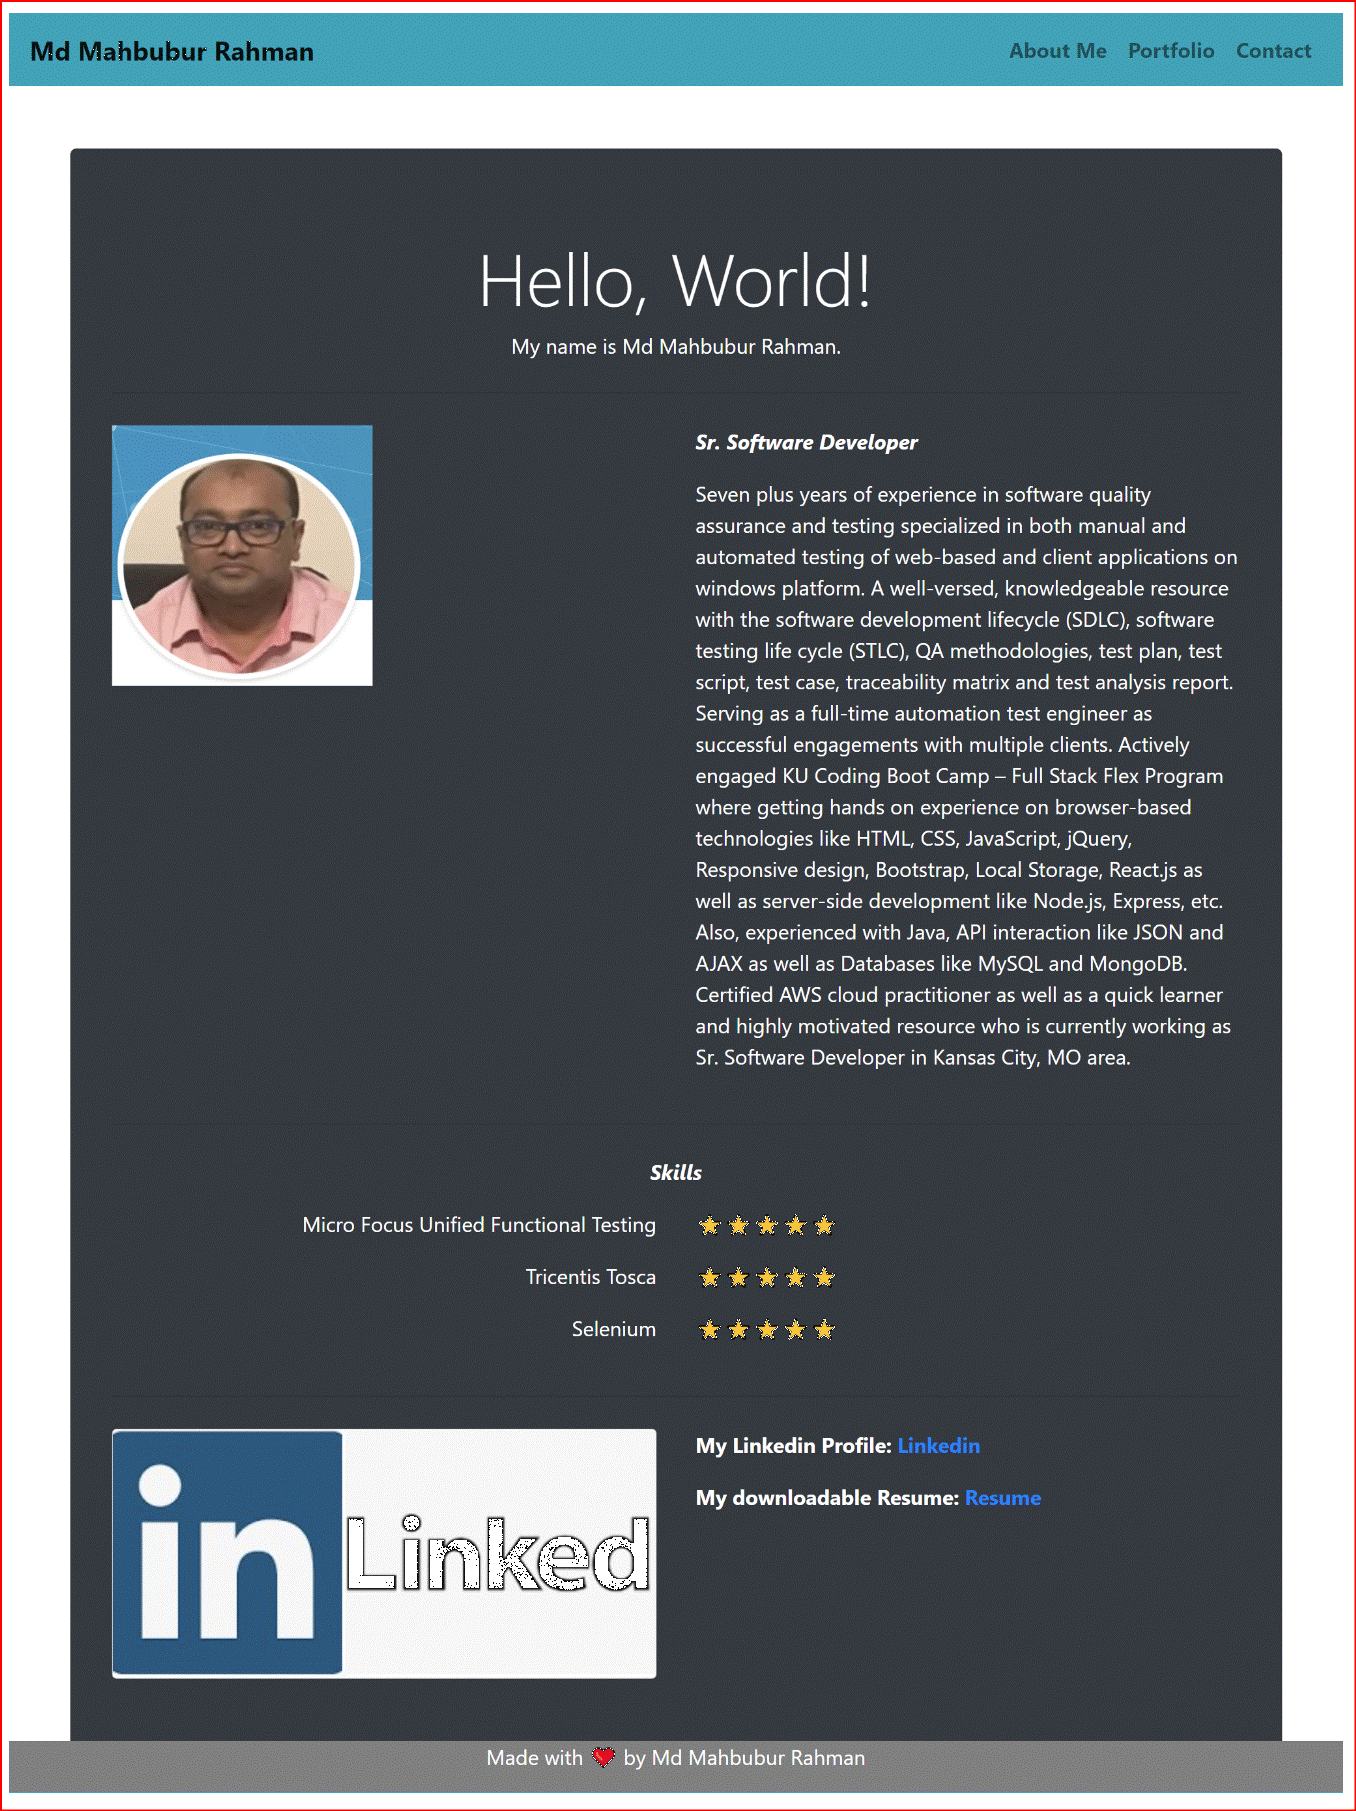 Md Mahbubur Rahman
About Me Portfolio Contact
Hello, World!
My name is Md Mahbubur Rahman.
Sr. Software Developer
Seven plus years of experience in software quality
assurance and testing specialized in both manual and
automated testing of web-based and client applications on
windows platform. A well-versed, knowledgeable resource
with the software development lifecycle (SDLC), software
testing life cycle (STLC), QA methodologies, test plan, test
script, test case, traceability matrix and test analysis report.
Serving as a full-time automation test engineer as
successful engagements with multiple clients. Actively
engaged KU Coding Boot Camp – Full Stack Flex Program
where getting hands on experience on browser-based
technologies like HTML, CSS, JavaScript, jQuery,
Responsive design, Bootstrap, Local Storage, React.js as
well as server-side development like Node.js, Express, etc.
Also, experienced with Java, API interaction like JSON and
AJAX as well as Databases like MySQL and MongoDB.
Certified AWS cloud practitioner as well as a quick learner
and highly motivated resource who is currently working as
Sr. Software Developer in Kansas City, MO area.
Skills
Micro Focus Unified Functional Testing
Tricentis Tosca
Selenium
in Linked
My Linkedin Profile: Linkedin
My downloadable Resume: Resume
Made with ❤ by Md Mahbubur Rahman